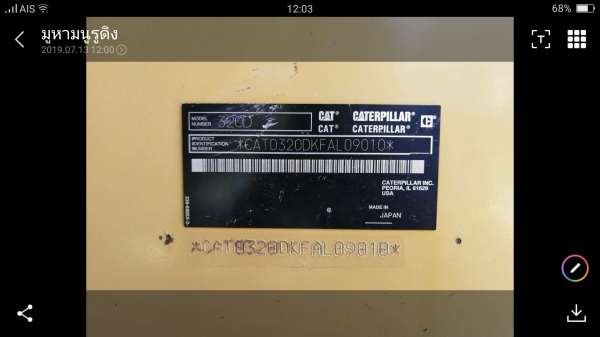 AIS
12:03
68%
มูหามนูรูดิง
2019.07.13 12:00
T
MODEL NUMBER 320D
CAT® CATERPILLAR®
CAT® CATERPILLAR®
PRODUCT IDENTIFICATION NUMBER *CAT0320DKFAL09010*
CATERPILLAR INC.
PEORIA, IL 61629
USA
MADE IN
JAPAN
*CAT0320DKFAL09010*